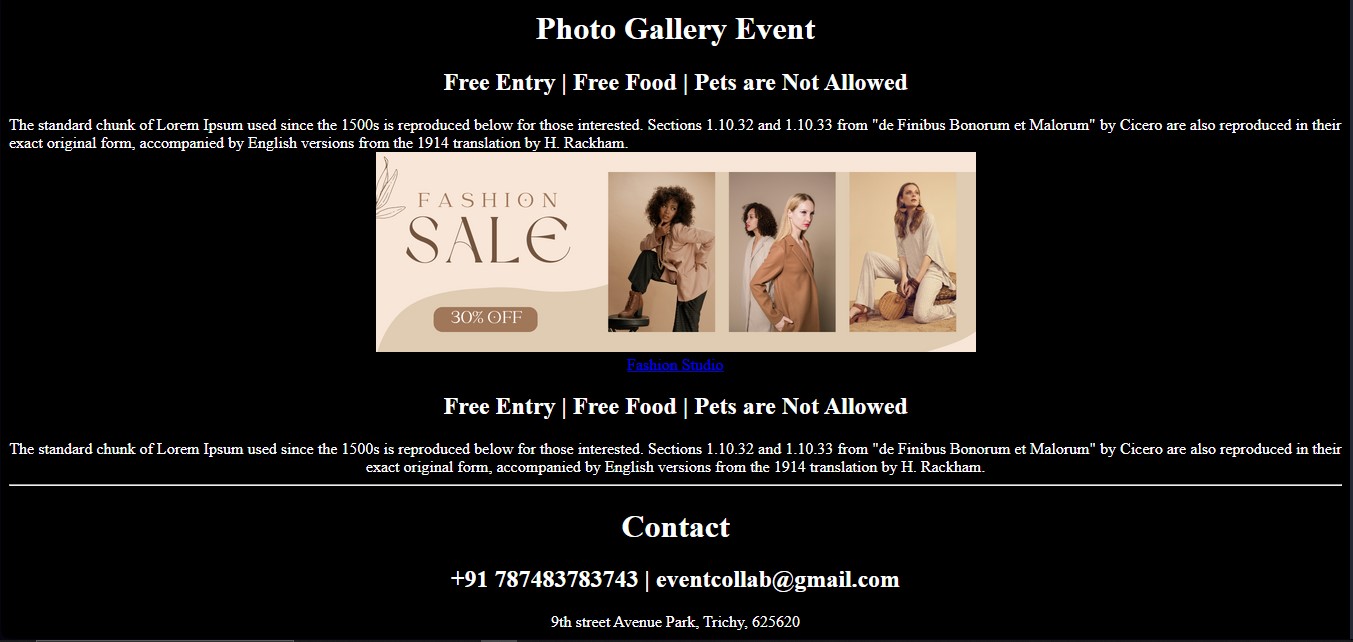 Photo Gallery Event
Free Entry | Free Food | Pets are Not Allowed
The standard chunk of Lorem Ipsum used since the 1500s is reproduced below for those interested. Sections 1.10.32 and 1.10.33 from "de Finibus Bonorum et Malorum" by Cicero are also reproduced in their
exact original form, accompanied by English versions from the 1914 translation by H. Rackham.
FASHION
SALE
30% OFF
Fashion Studio
Free Entry | Free Food | Pets are Not Allowed
The standard chunk of Lorem Ipsum used since the 1500s is reproduced below for those interested. Sections 1.10.32 and 1.10.33 from "de Finibus Bonorum et Malorum" by Cicero are also reproduced in their
exact original form, accompanied by English versions from the 1914 translation by H. Rackham.
Contact
+91 787483783743 | eventcollab@gmail.com
9th street Avenue Park, Trichy, 625620